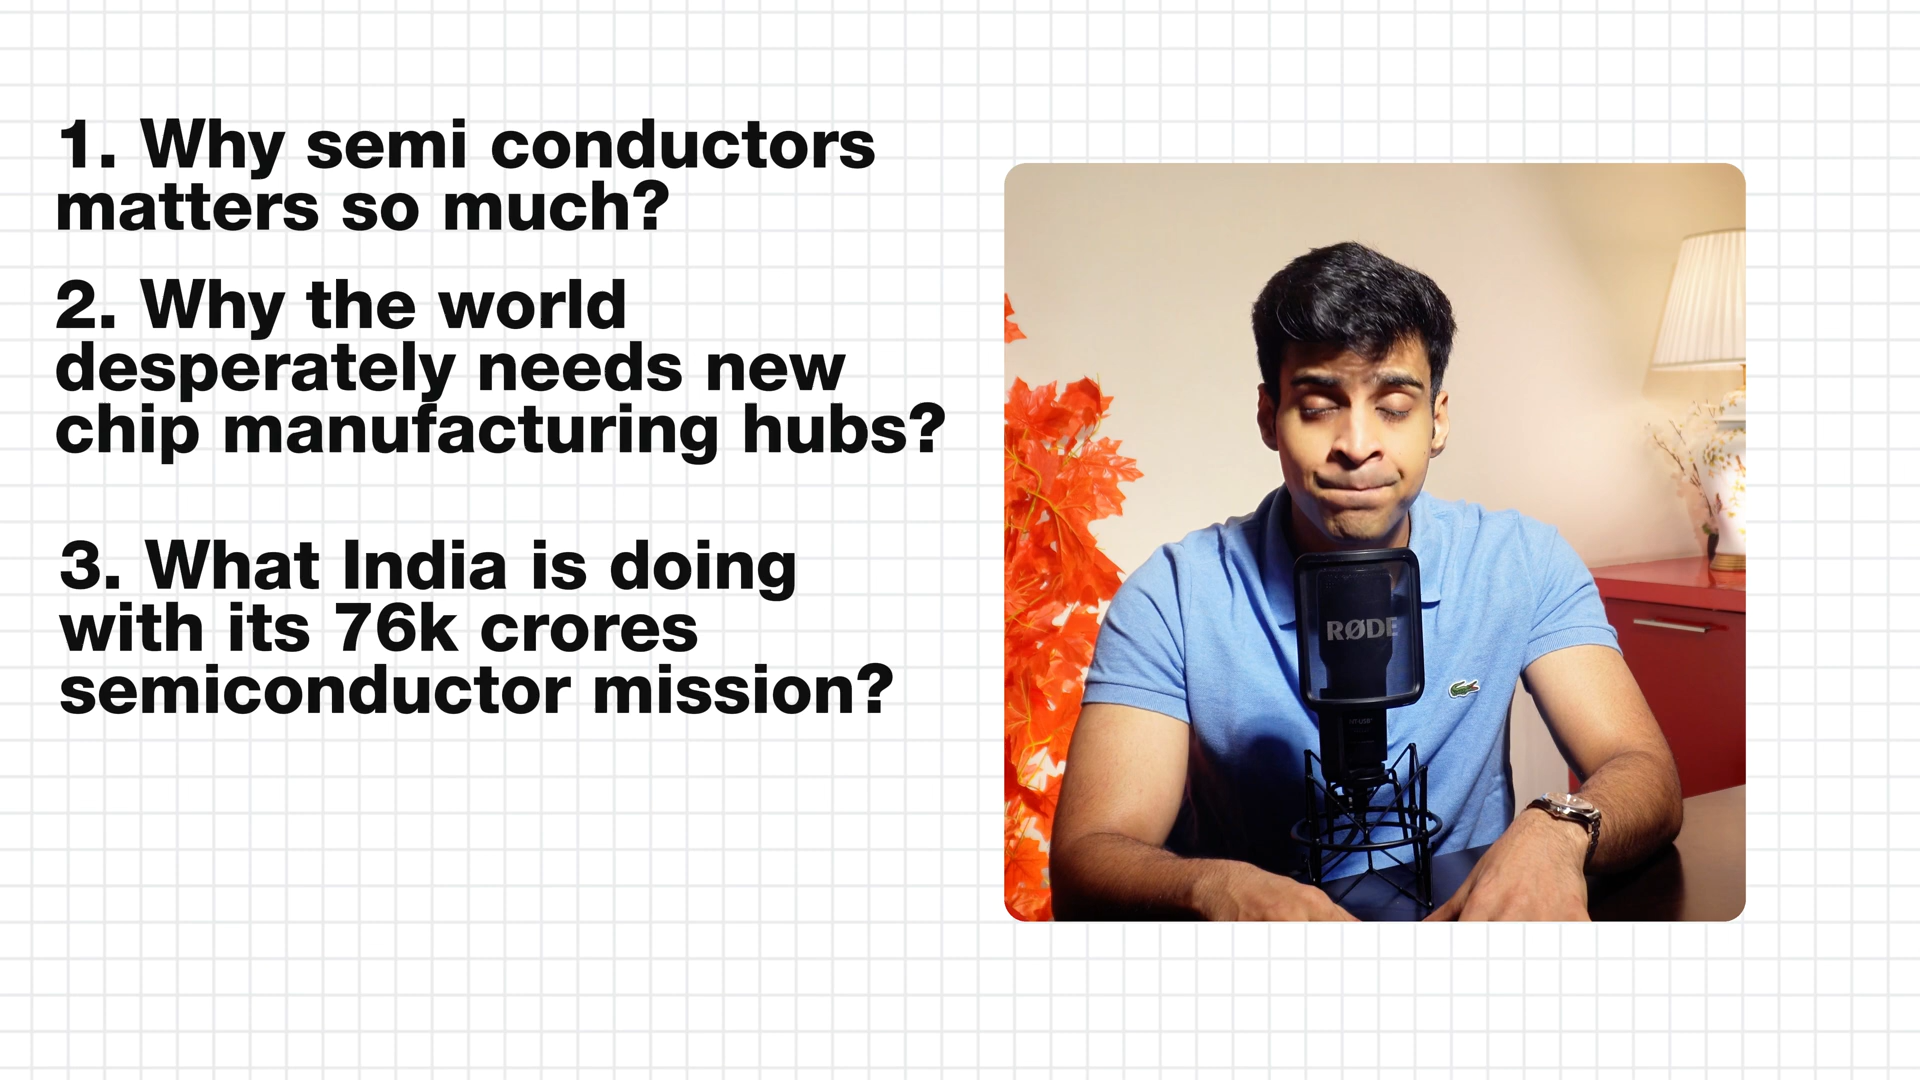 1. Why semi conductors
matters so much?
2. Why the world
desperately needs new
chip manufacturing hubs?
3. What India is doing
with its 76k crores
semiconductor mission?
RØDE